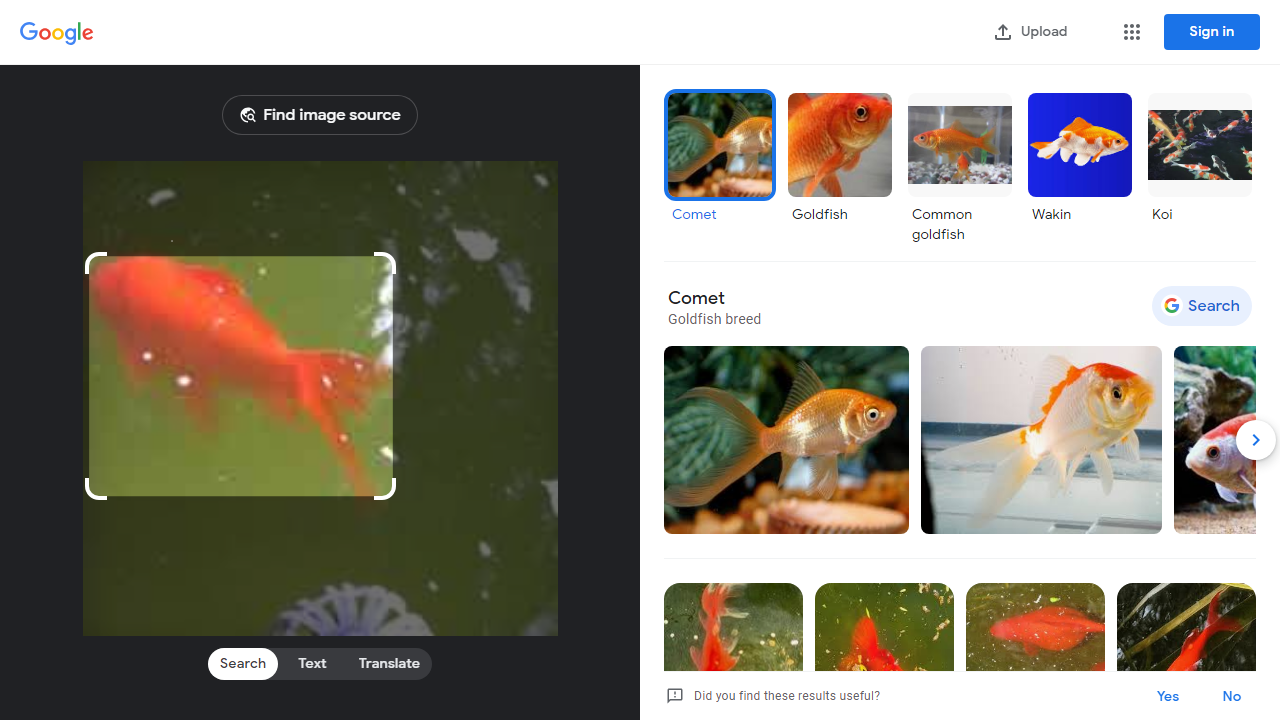 Google
Upload
Sign in
Find image source
Comet
Goldfish
Common
goldfish
Wakin
Koi
Comet
Goldfish breed
Search
Search
Text
Translate
Did you find these results useful?
Yes
No